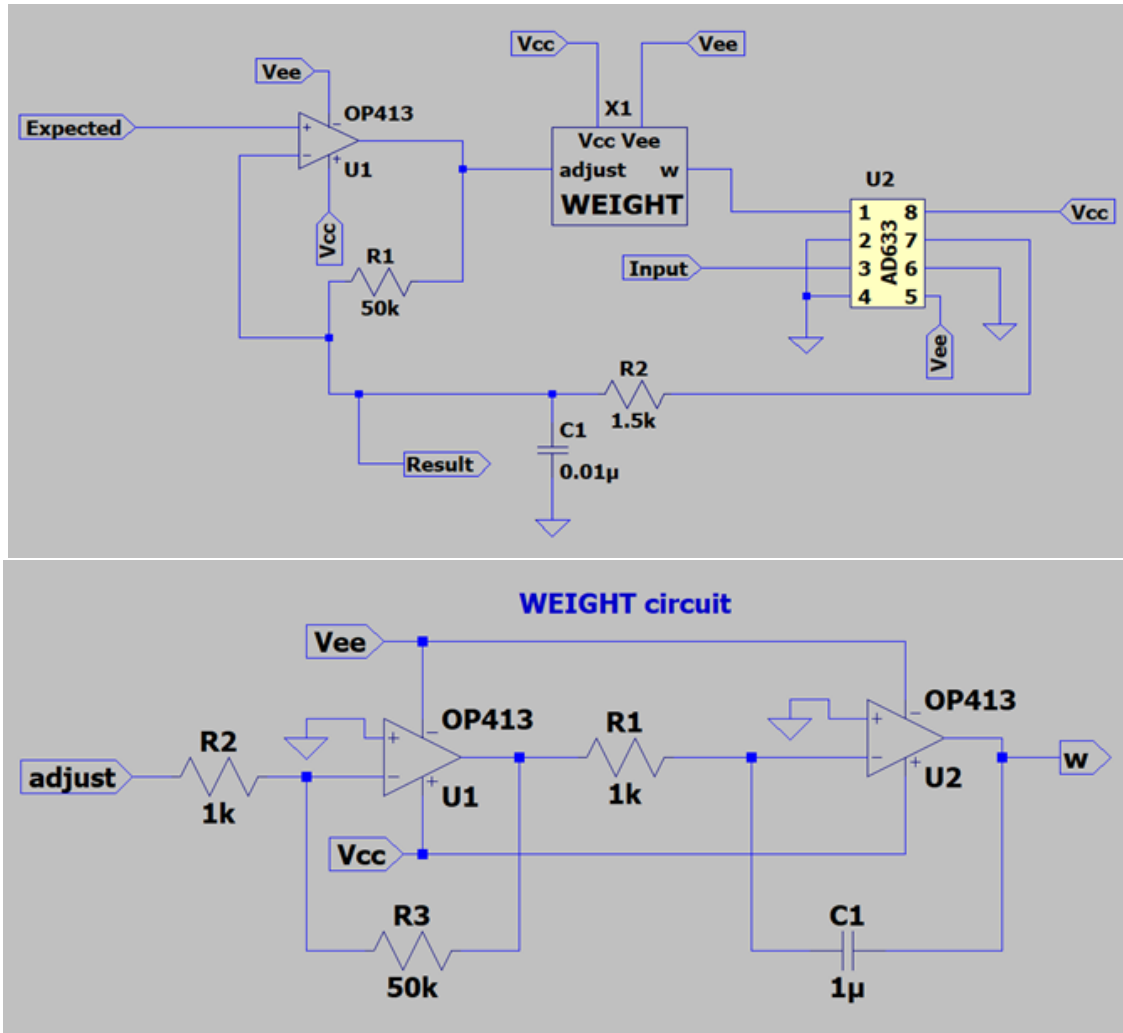 Vcc
Vee
Vee
OP413
X1
Expected
+
−
−
+
U1
Vcc Vee
adjust w
WEIGHT
U2
Vcc
Vcc
1 8
2 7
3 6
4 5
AD633
R1
50k
Input
Vee
R2
1.5k
C1
0.01µ
Result
WEIGHT circuit
Vee
OP413
−
+
−
+
U1
R2
1k
adjust
R1
1k
OP413
−
+
−
+
U2
w
Vcc
R3
50k
C1
1µ